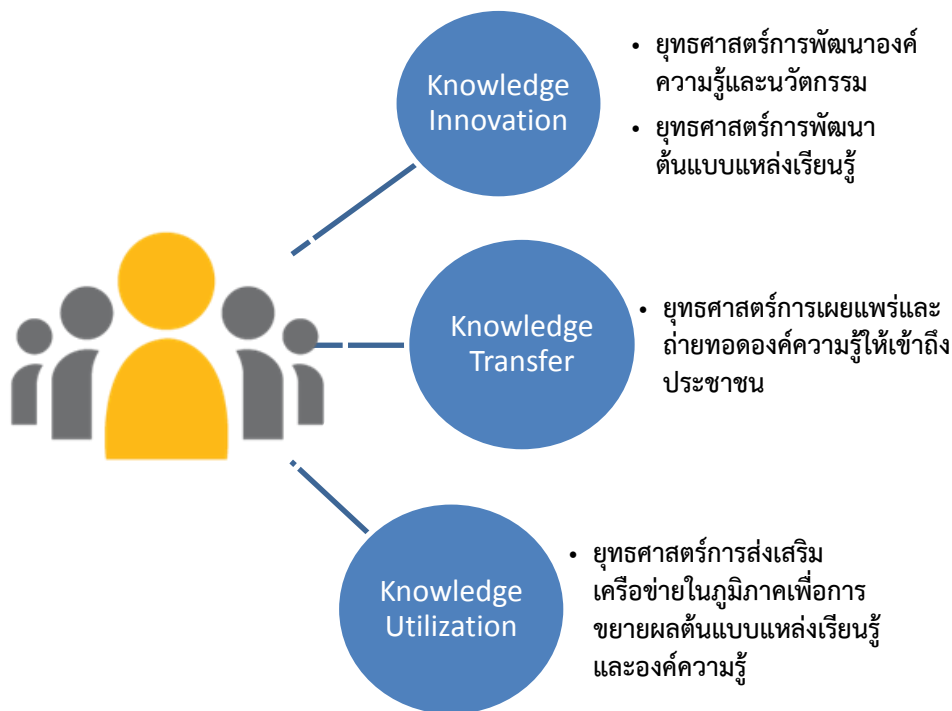 Knowledge
Innovation
• ยุทธศาสตร์การพัฒนาองค์
ความรู้และนวัตกรรม
• ยุทธศาสตร์การพัฒนา
ต้นแบบแหล่งเรียนรู้
Knowledge
Transfer
• ยุทธศาสตร์การเผยแพร่และ
ถ่ายทอดองค์ความรู้ให้เข้าถึง
ประชาชน
Knowledge
Utilization
• ยุทธศาสตร์การส่งเสริม
เครือข่ายในภูมิภาคเพื่อการ
ขยายผลต้นแบบแหล่งเรียนรู้
และองค์ความรู้